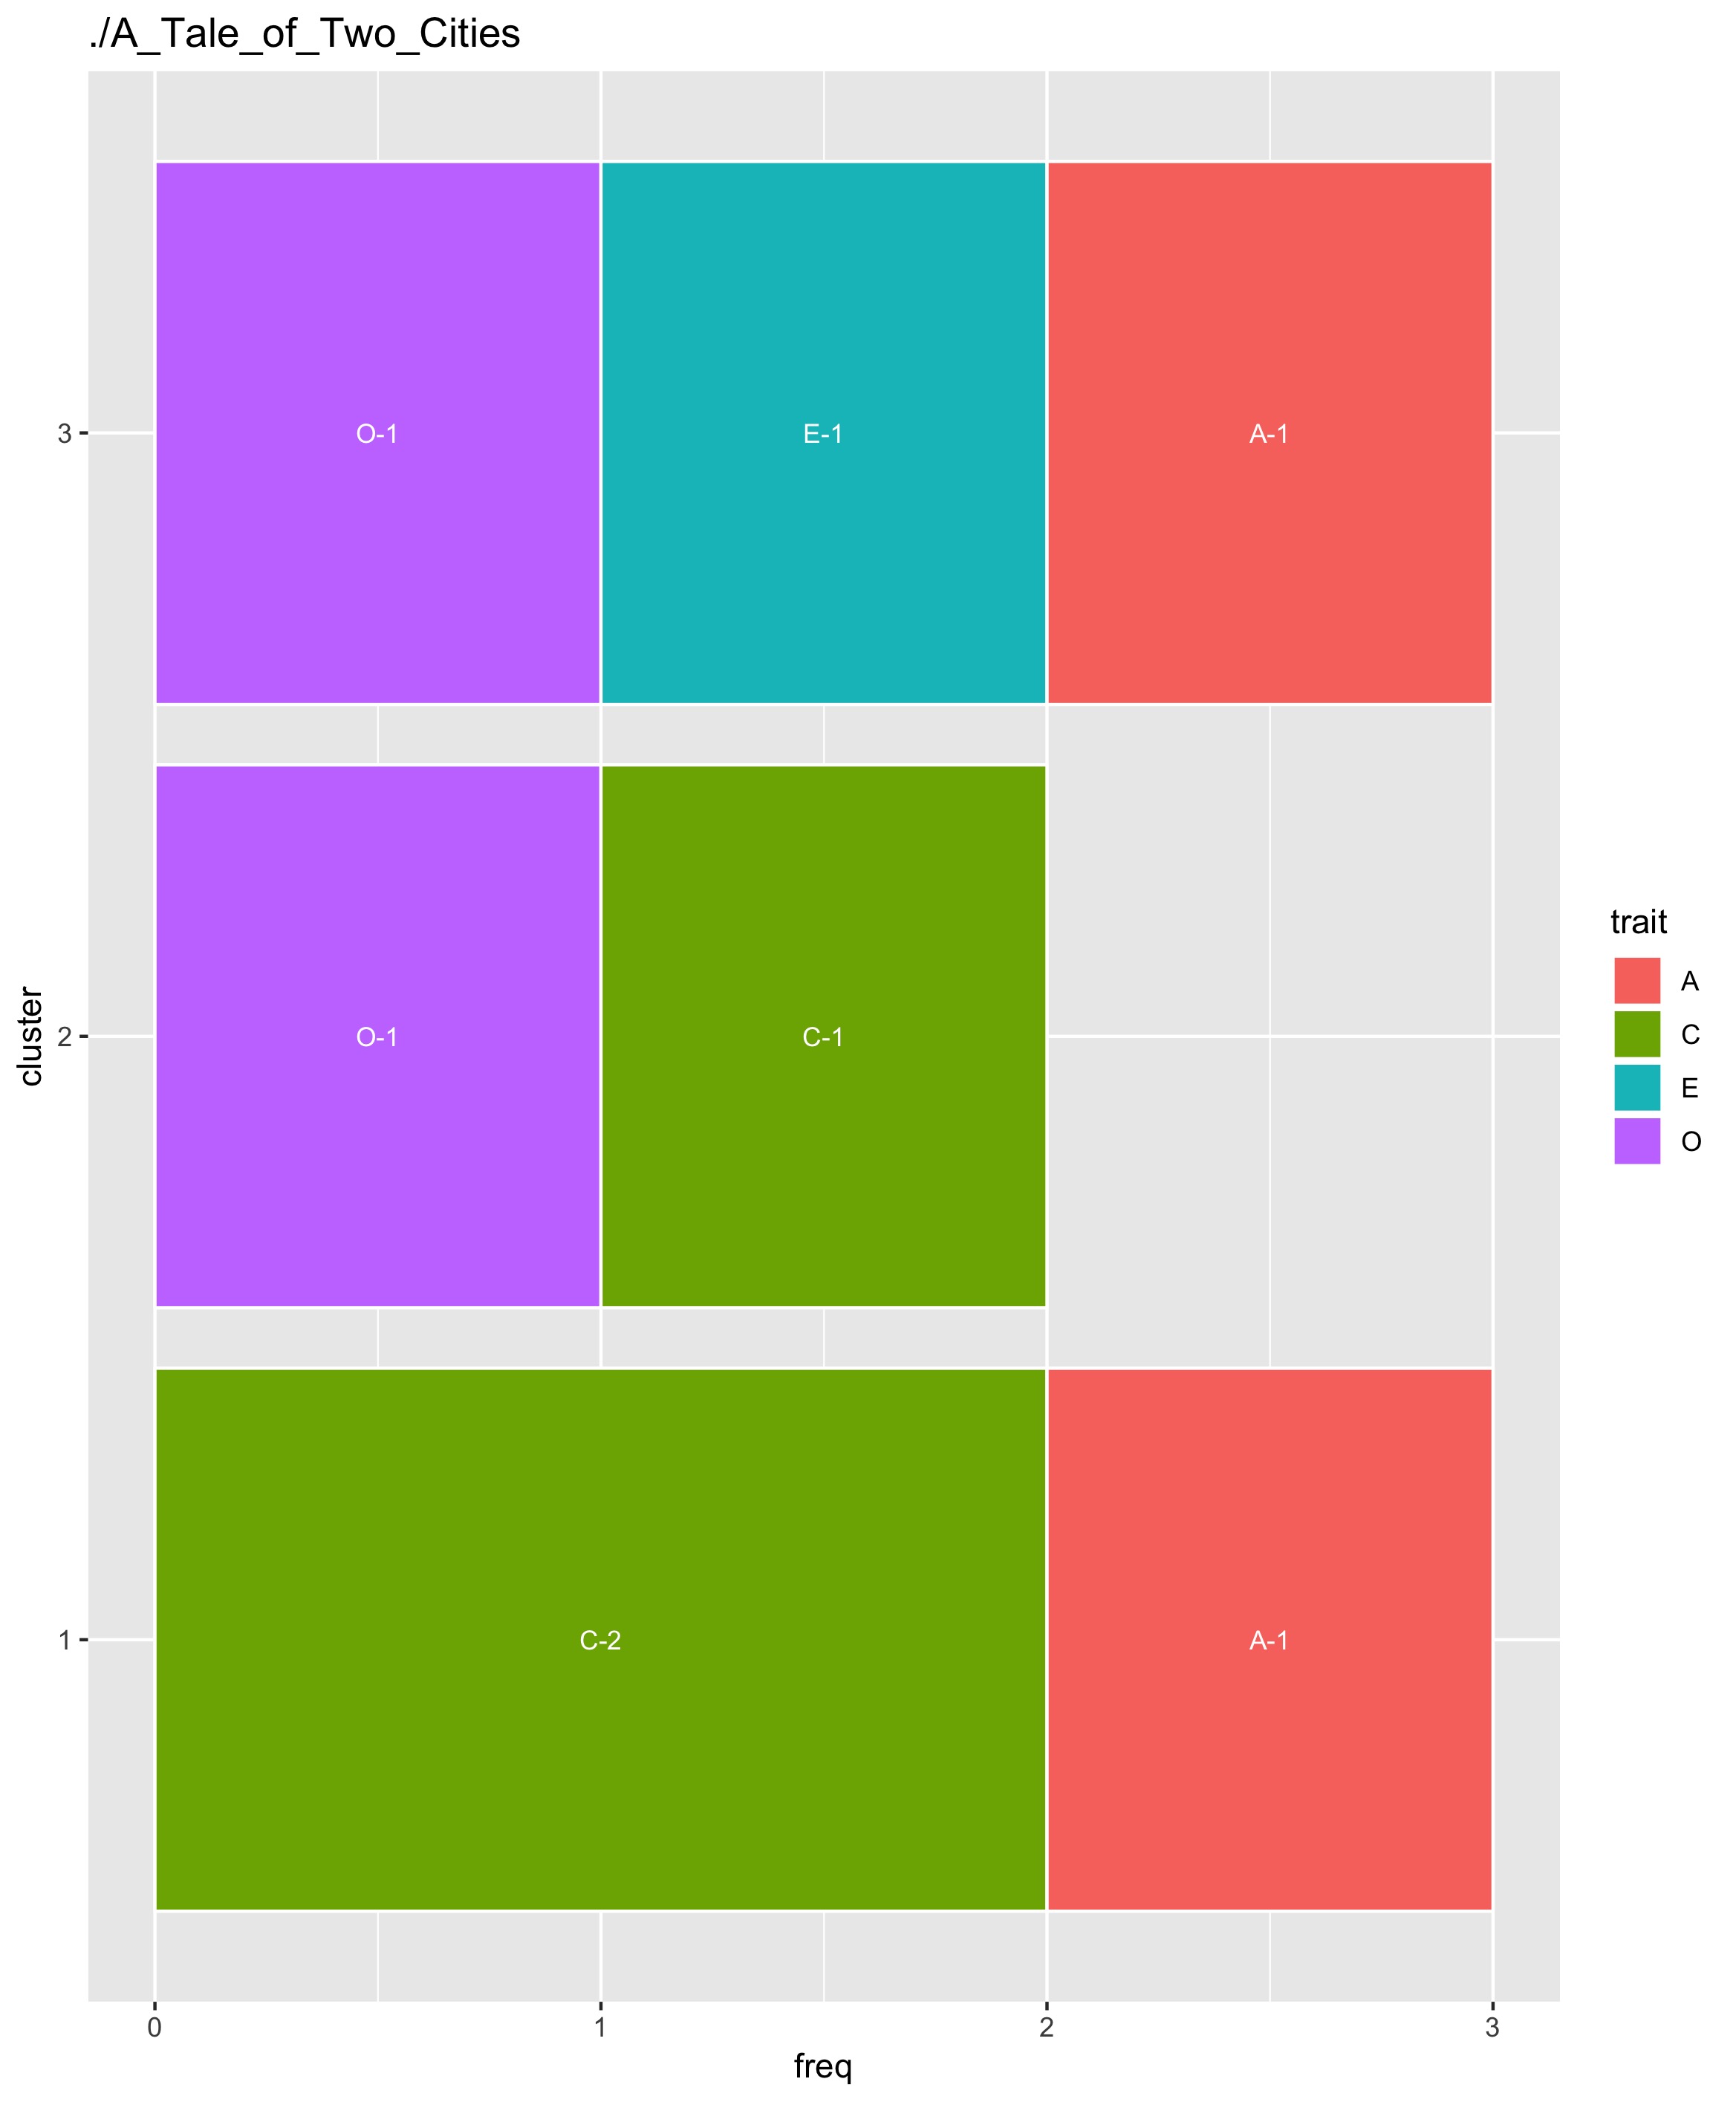 ./A_Tale_of_Two_Cities
3
O-1
E-1
A-1
trait
A
C
E
O
cluster
2
O-1
C-1
1
C-2
A-1
0
1
2
3
freq